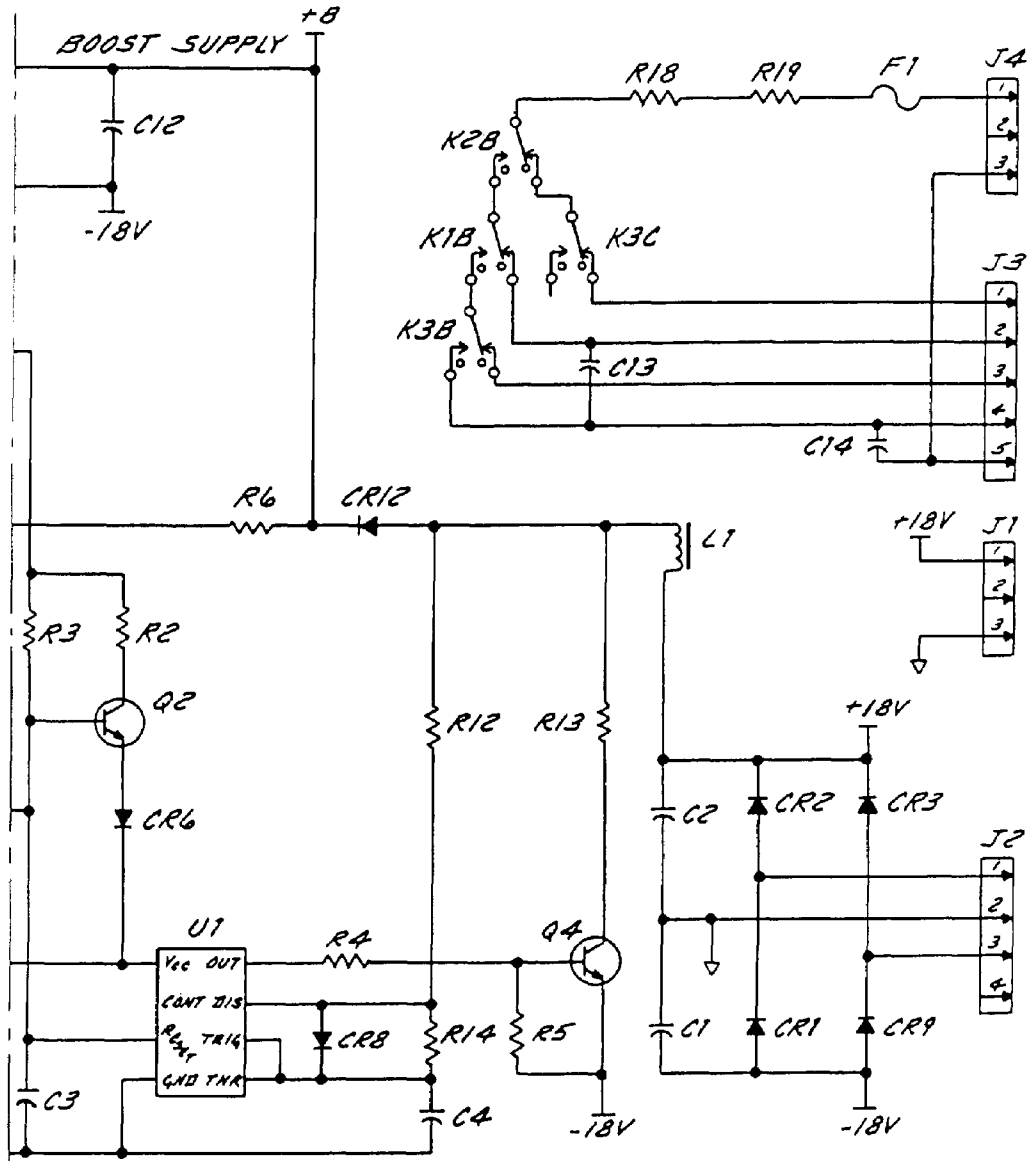 +B
BOOST SUPPLY
C12
-18V
R18
R19
F1
J4
1
2
3
K2B
K1B
K3C
K3B
C13
C14
J3
1
2
3
4
5
R6
CR12
L1
+18V
J1
1
2
3
R3
R2
Q2
R12
R13
+18V
CR6
C2
CR2
CR3
J2
1
2
3
4
U1
R4
Q4
Vcc OUT
CONT DIS
TRIG
GND THR
CR8
R14
R5
C1
CR1
CR9
C3
C4
-18V
-18V